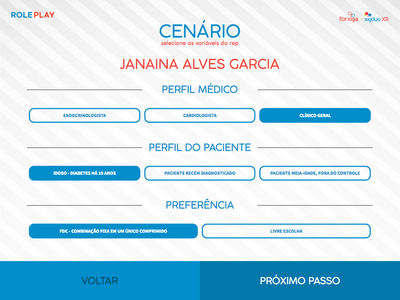 ROLEPLAY
forxiga · xigduo XR
CENÁRIO
selecione as variáveis do rep
JANAINA ALVES GARCIA
PERFIL MÉDICO
ENDOCRINOLOGISTA
CARDIOLOGISTA
CLÍNICO GERAL
PERFIL DO PACIENTE
IDOSO - DIABETES HÁ 10 ANOS
PACIENTE RECEM DIAGNOSTICADO
PACIENTE MEIA-IDADE, FORA DO CONTROLE
PREFERÊNCIA
FDC - COMBINAÇÃO FIXA EM UM ÚNICO COMPRIMIDO
LIVRE ESCOLHA
VOLTAR
PRÓXIMO PASSO